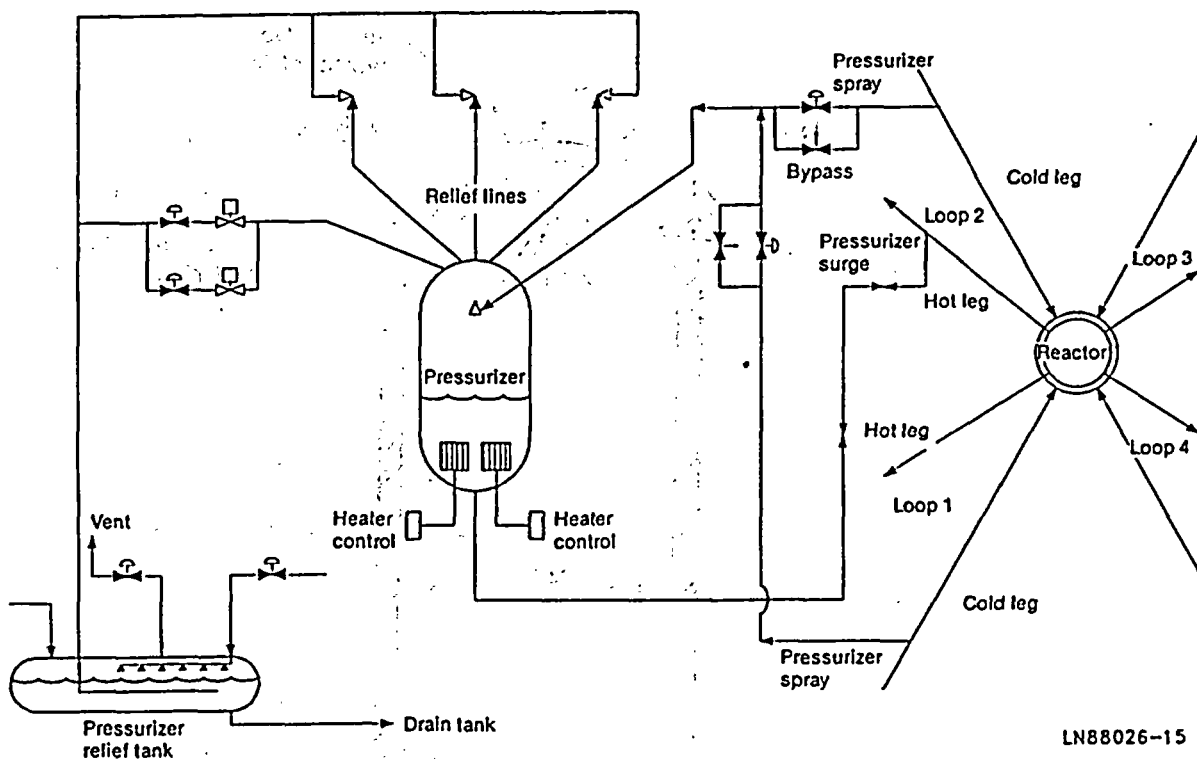 Pressurizer
spray
Relief lines
Bypass
Cold leg
Loop 2
Pressurizer
surge
Loop 3
Hot leg
Reactor
Pressurizer
Hot leg
Loop 4
Loop 1
Vent
Heater
control
Heater
control
Cold leg
Pressurizer
spray
Drain tank
Pressurizer
relief tank
LN88026-15